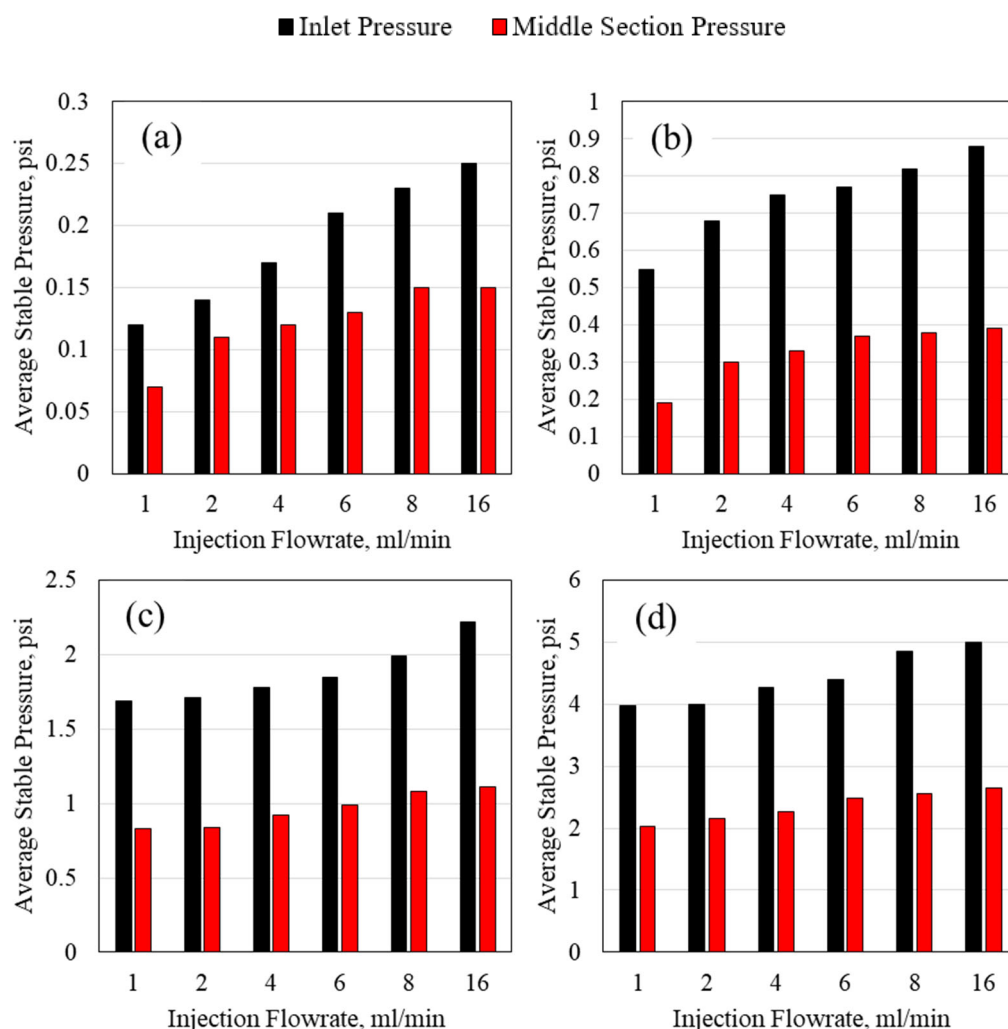 Inlet Pressure Middle Section Pressure
(a)
Average Stable Pressure, psi
0.3
0.25
0.2
0.15
0.1
0.05
0
1 2 4 6 8 16
Injection Flowrate, ml/min
(b)
Average Stable Pressure, psi
1
0.9
0.8
0.7
0.6
0.5
0.4
0.3
0.2
0.1
0
1 2 4 6 8 16
Injection Flowrate, ml/min
(c)
Average Stable Pressure, psi
2.5
2
1.5
1
0.5
0
1 2 4 6 8 16
Injection Flowrate, ml/min
(d)
Average Stable Pressure, psi
6
5
4
3
2
1
0
1 2 4 6 8 16
Injection Flowrate, ml/min